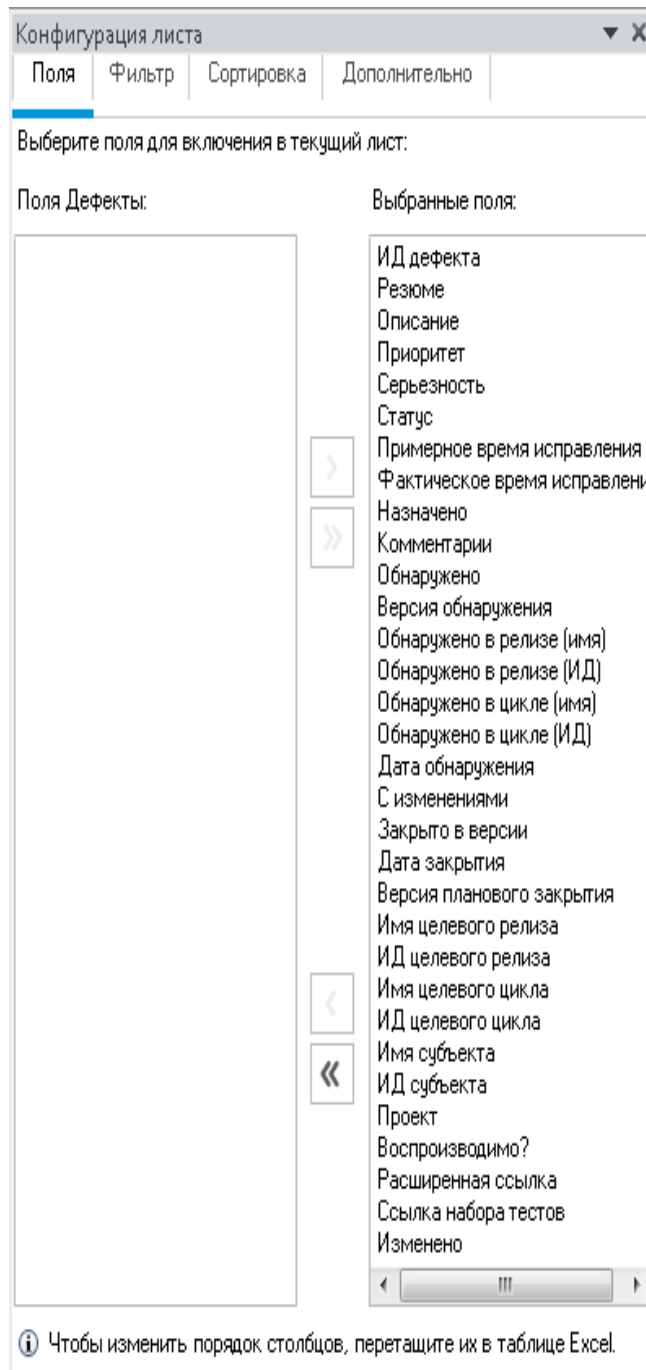 Конфигурация листа
Поля Фильтр Сортировка Дополнительно
Выберите поля для включения в текущий лист:
Поля Дефекты:
Выбранные поля:
ИД дефекта
Резюме
Описание
Приоритет
Серьезность
Статус
Примерное время исправления
Фактическое время исправлени
Назначено
Комментарии
Обнаружено
Версия обнаружения
Обнаружено в релизе (имя)
Обнаружено в релизе (ИД)
Обнаружено в цикле (имя)
Обнаружено в цикле (ИД)
Дата обнаружения
С изменениями
Закрыто в версии
Дата закрытия
Версия планового закрытия
Имя целевого релиза
ИД целевого релиза
Имя целевого цикла
ИД целевого цикла
Имя субъекта
ИД субъекта
Проект
Воспроизводимо?
Расширенная ссылка
Ссылка набора тестов
Изменено
Чтобы изменить порядок столбцов, перетащите их в таблице Excel.